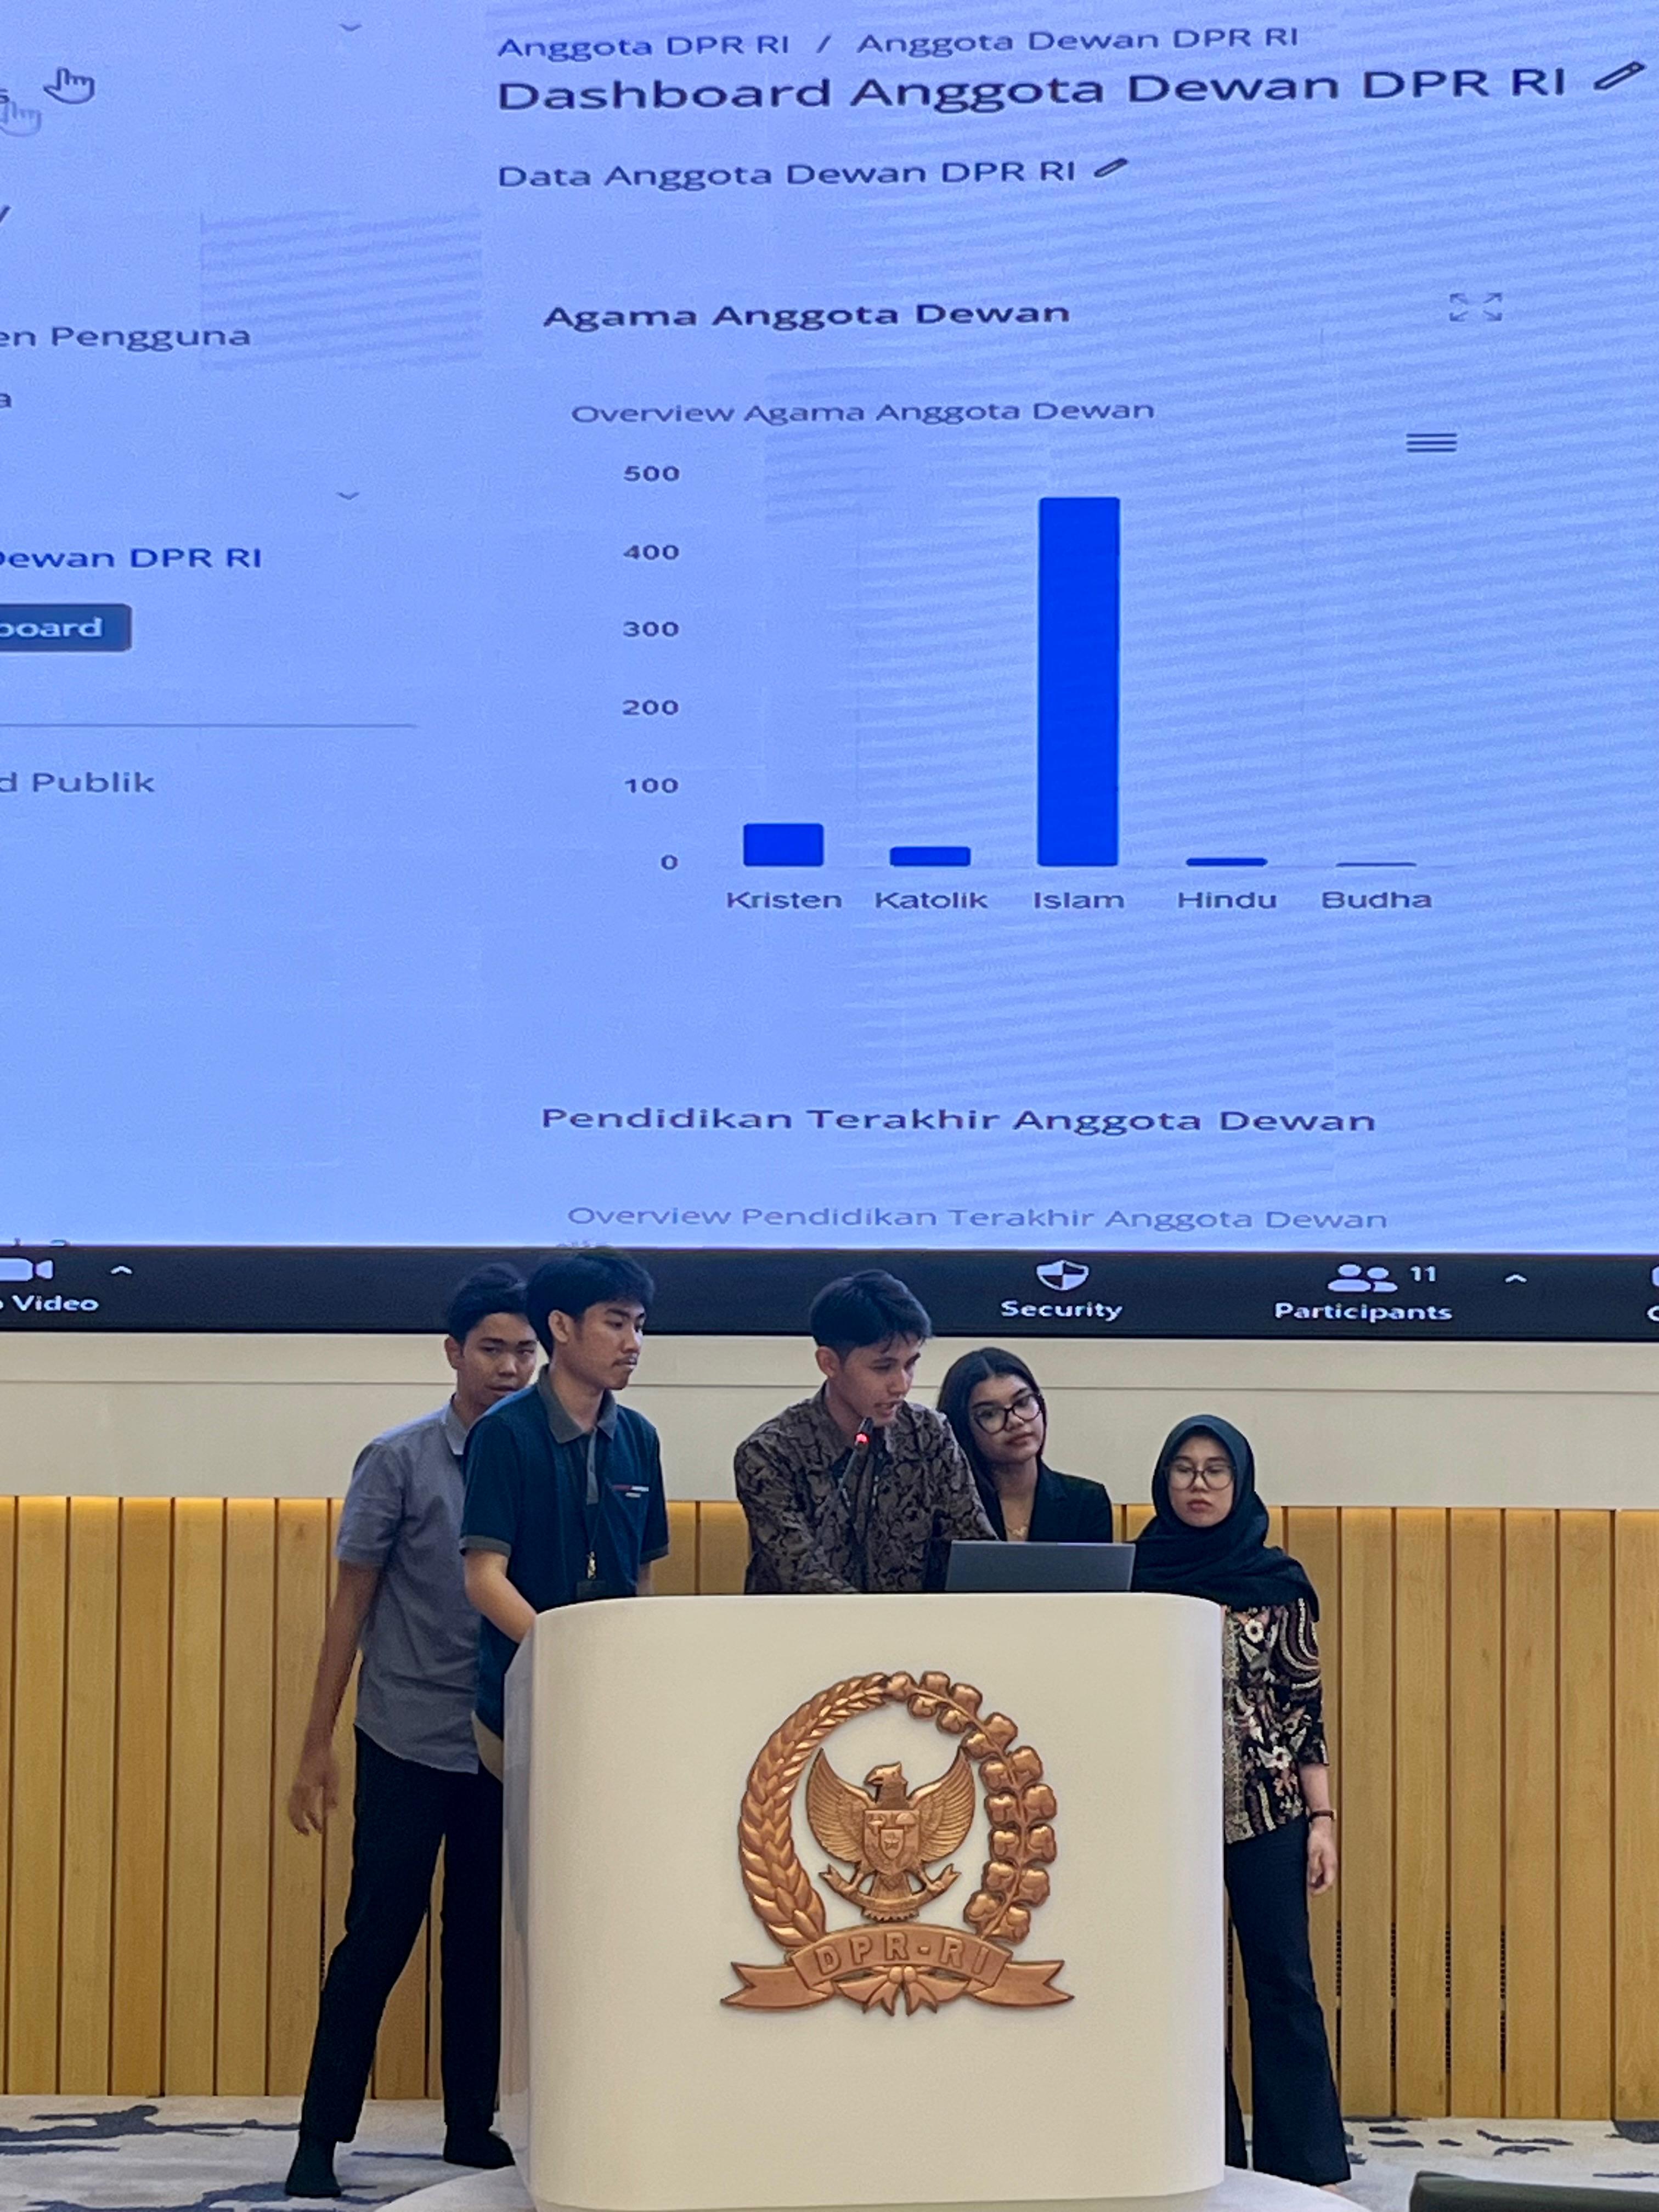 Anggota DPR RI / Anggota Dewan DPR RI
Dashboard Anggota Dewan DPR RI
Data Anggota Dewan DPR RI
en Pengguna
Dewan DPR RI
board
d Publik
Agama Anggota Dewan
Overview Agama Anggota Dewan
500
400
300
200
100
0
Kristen Katolik Islam Hindu Budha
Pendidikan Terakhir Anggota Dewan
Overview Pendidikan Terakhir Anggota Dewan
Video
Security
11
Participants
DPR-RI